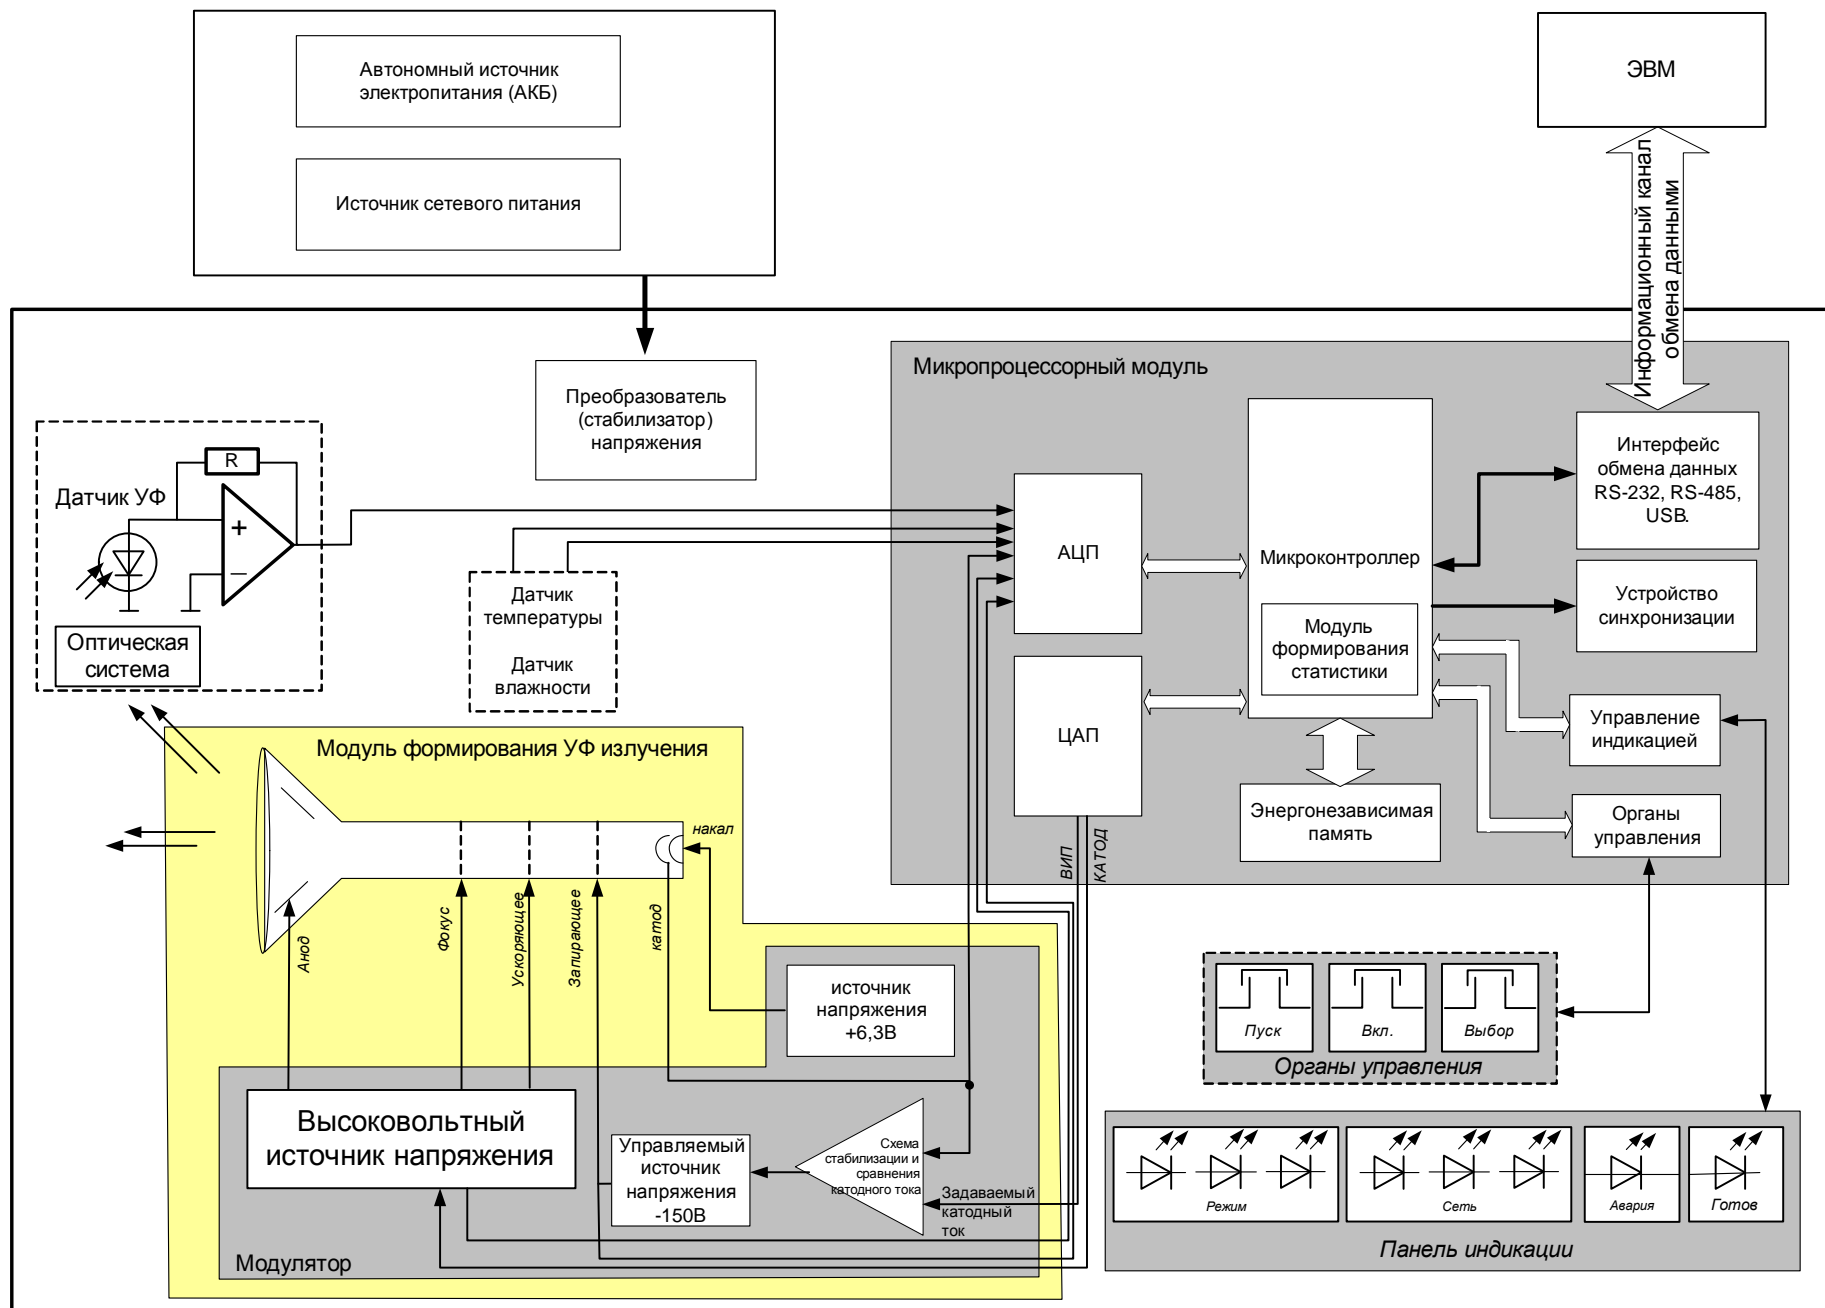 Автономный источник
электропитания (АКБ)
Источник сетевого питания
ЭВМ
Информационный канал
обмена данными
Преобразователь
(стабилизатор)
напряжения
Микропроцессорный модуль
Датчик УФ
R
+
–
Оптическая
система
Датчик
температуры
Датчик
влажности
АЦП
ЦАП
Микроконтроллер
Модуль
формирования
статистики
Энергонезависимая
память
Интерфейс
обмена данных
RS-232, RS-485,
USB.
Устройство
синхронизации
Управление
индикацией
Органы
управления
ВИП
КАТОД
Модуль формирования УФ излучения
накал
Анод
Фокус
Ускоряющее
Запирающее
катод
источник
напряжения
+6,3В
Высоковольтный
источник напряжения
Управляемый
источник
напряжения
-150В
Схема
стабилизации и
сравнения
катодного тока
Задаваемый
катодный
ток
Модулятор
Пуск
Вкл.
Выбор
Органы управления
Режим
Сеть
Авария
Готов
Панель индикации